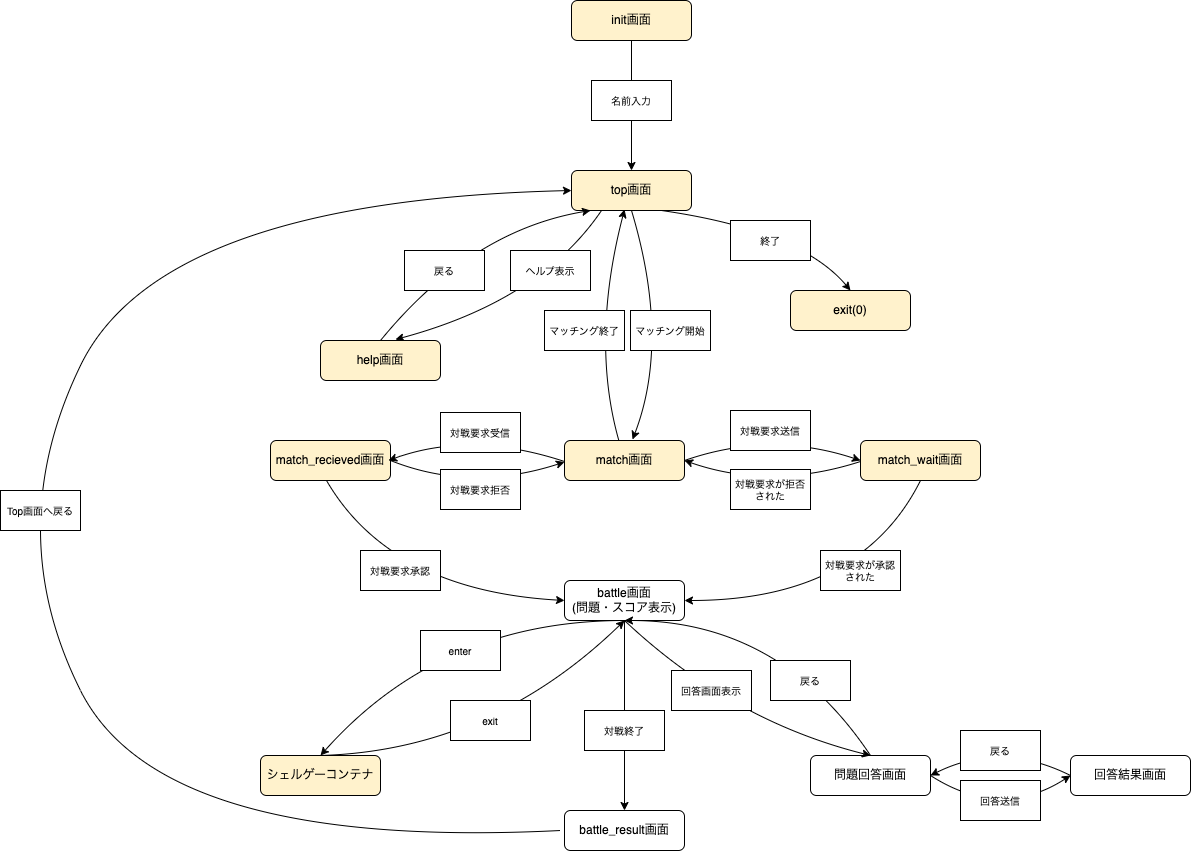 init画面
名前入力
top画面
終了
戻る
ヘルプ表示
exit(0)
マッチング終了
マッチング開始
help画面
対戦要求受信
対戦要求送信
match_recieved画面
match画面
match_wait画面
対戦要求拒否
対戦要求が拒否
された
Top画面へ戻る
対戦要求承認
対戦要求が承認
された
battle画面
(問題・スコア表示)
enter
戻る
回答画面表示
exit
対戦終了
戻る
シェルゲーコンテナ
問題回答画面
回答結果画面
回答送信
battle_result画面